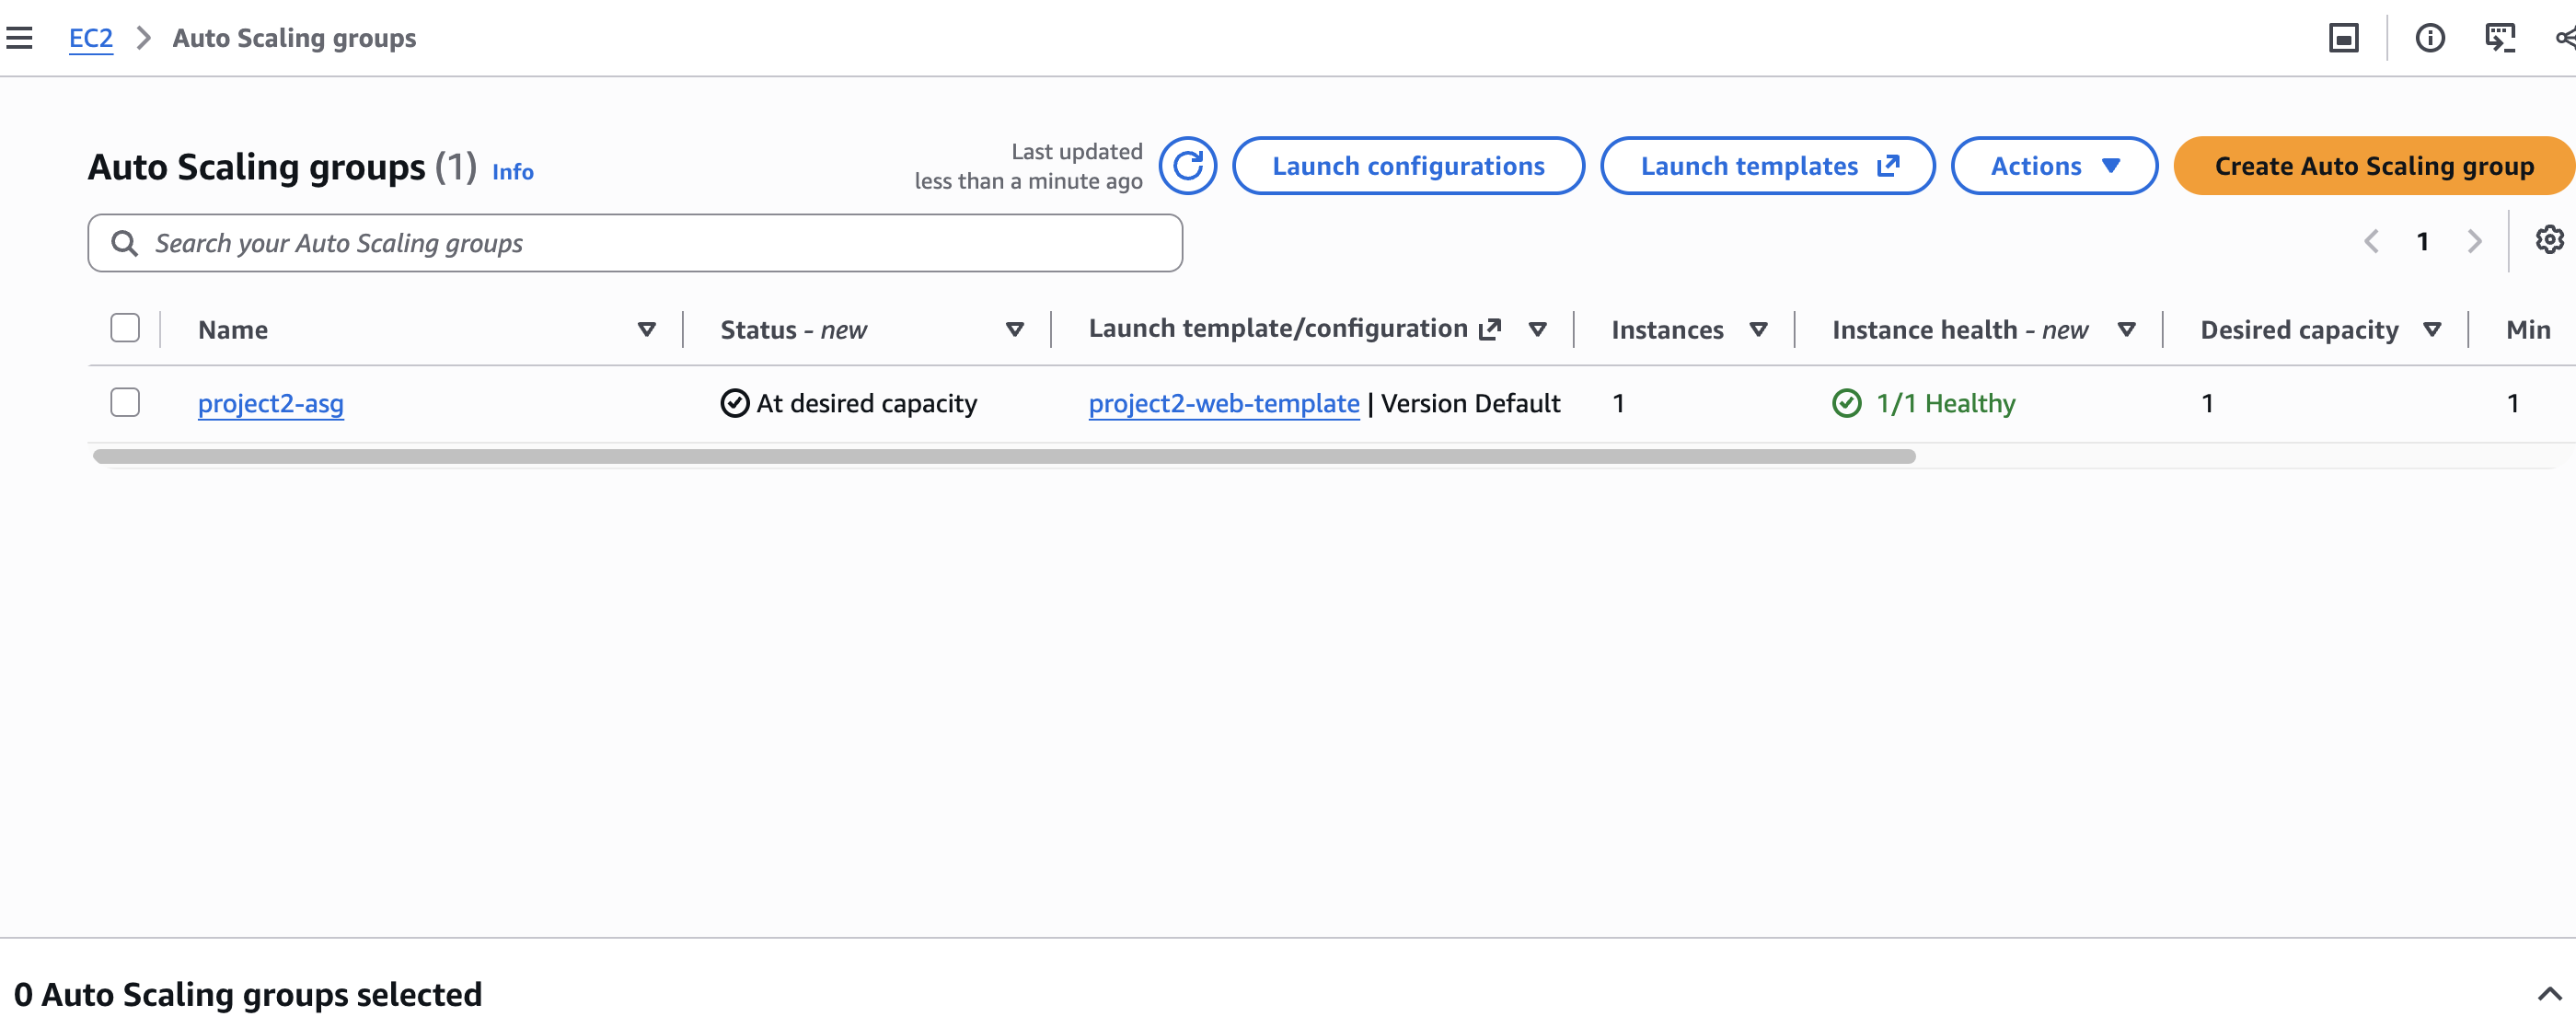 EC2 > Auto Scaling groups
Auto Scaling groups (1) Info
Last updated
less than a minute ago
Launch configurations
Launch templates
Actions
Create Auto Scaling group
Search your Auto Scaling groups
1
Name Status - new Launch template/configuration Instances Instance health - new Desired capacity Min
project2-asg At desired capacity project2-web-template | Version Default 1 1/1 Healthy 1 1
0 Auto Scaling groups selected